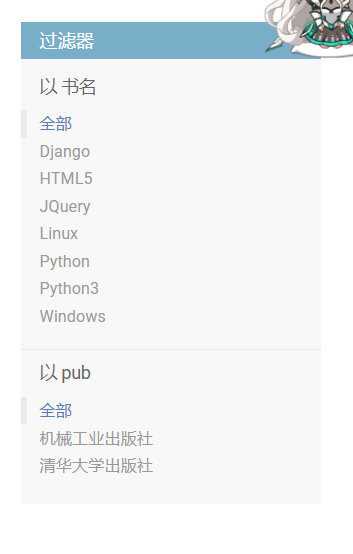 过滤器
以 书名
全部
Django
HTML5
JQuery
Linux
Python
Python3
Windows
以 pub
全部
机械工业出版社
清华大学出版社